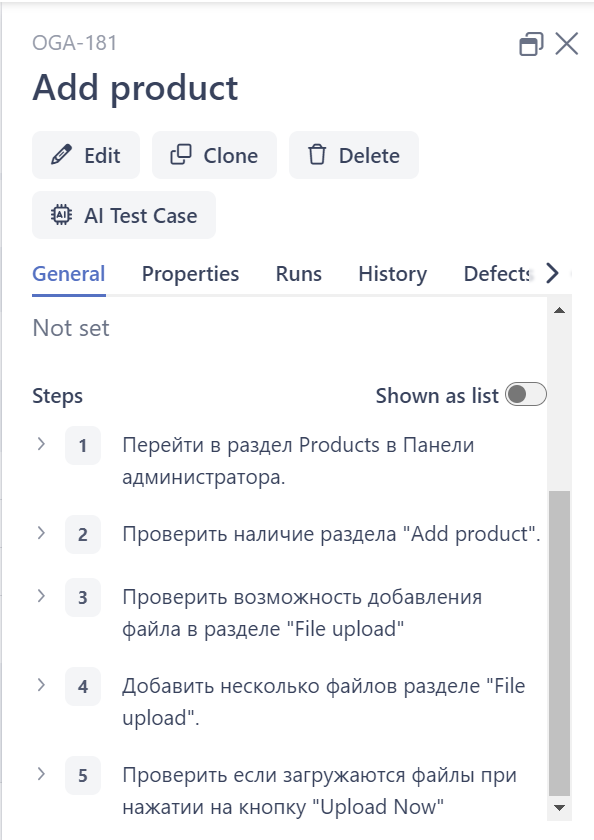 OGA-181
Add product
Edit
Clone
Delete
AI Test Case
General
Properties
Runs
History
Defects
Not set
Steps
Shown as list
1
Перейти в раздел Products в Панели
администратора.
2
Проверить наличие раздела "Add product".
3
Проверить возможность добавления
файла в разделе "File upload"
4
Добавить несколько файлов разделе "File
upload".
5
Проверить если загружаются файлы при
нажатии на кнопку "Upload Now"